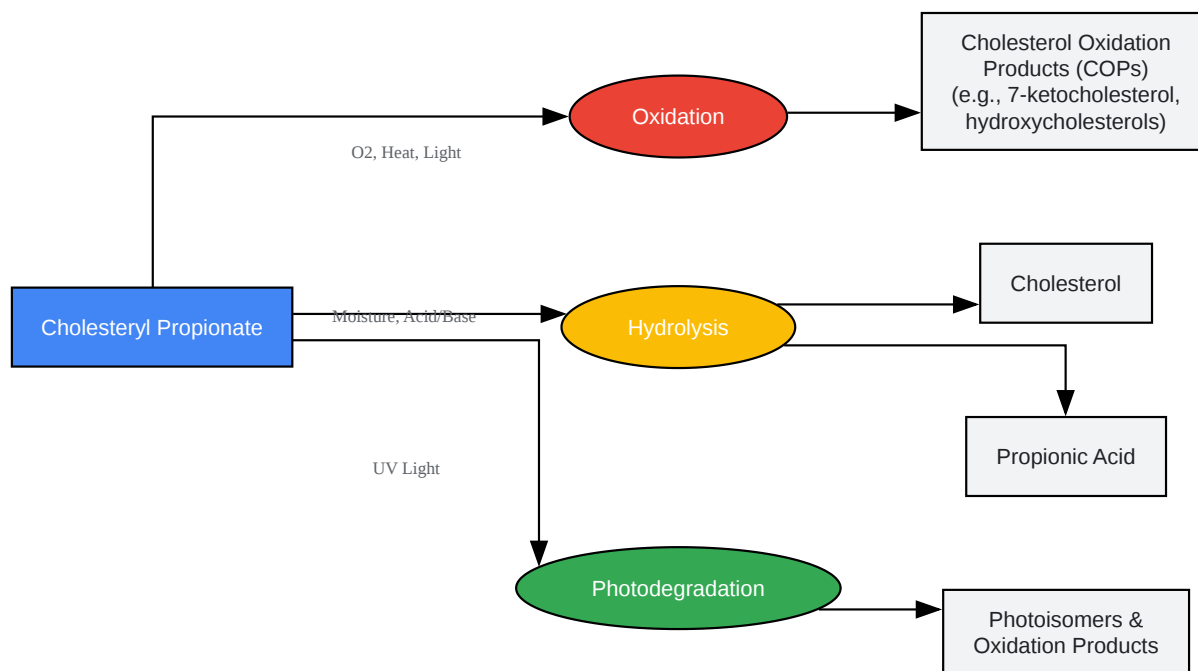 Cholesterol Oxidation
Products (COPs)
(e.g., 7-ketocholesterol,
hydroxycholesterols)
Oxidation
O2, Heat, Light
Cholesterol
Cholesteryl Propionate
Moisture, Acid/Base
Hydrolysis
Propionic Acid
UV Light
Photodegradation
Photoisomers &
Oxidation Products